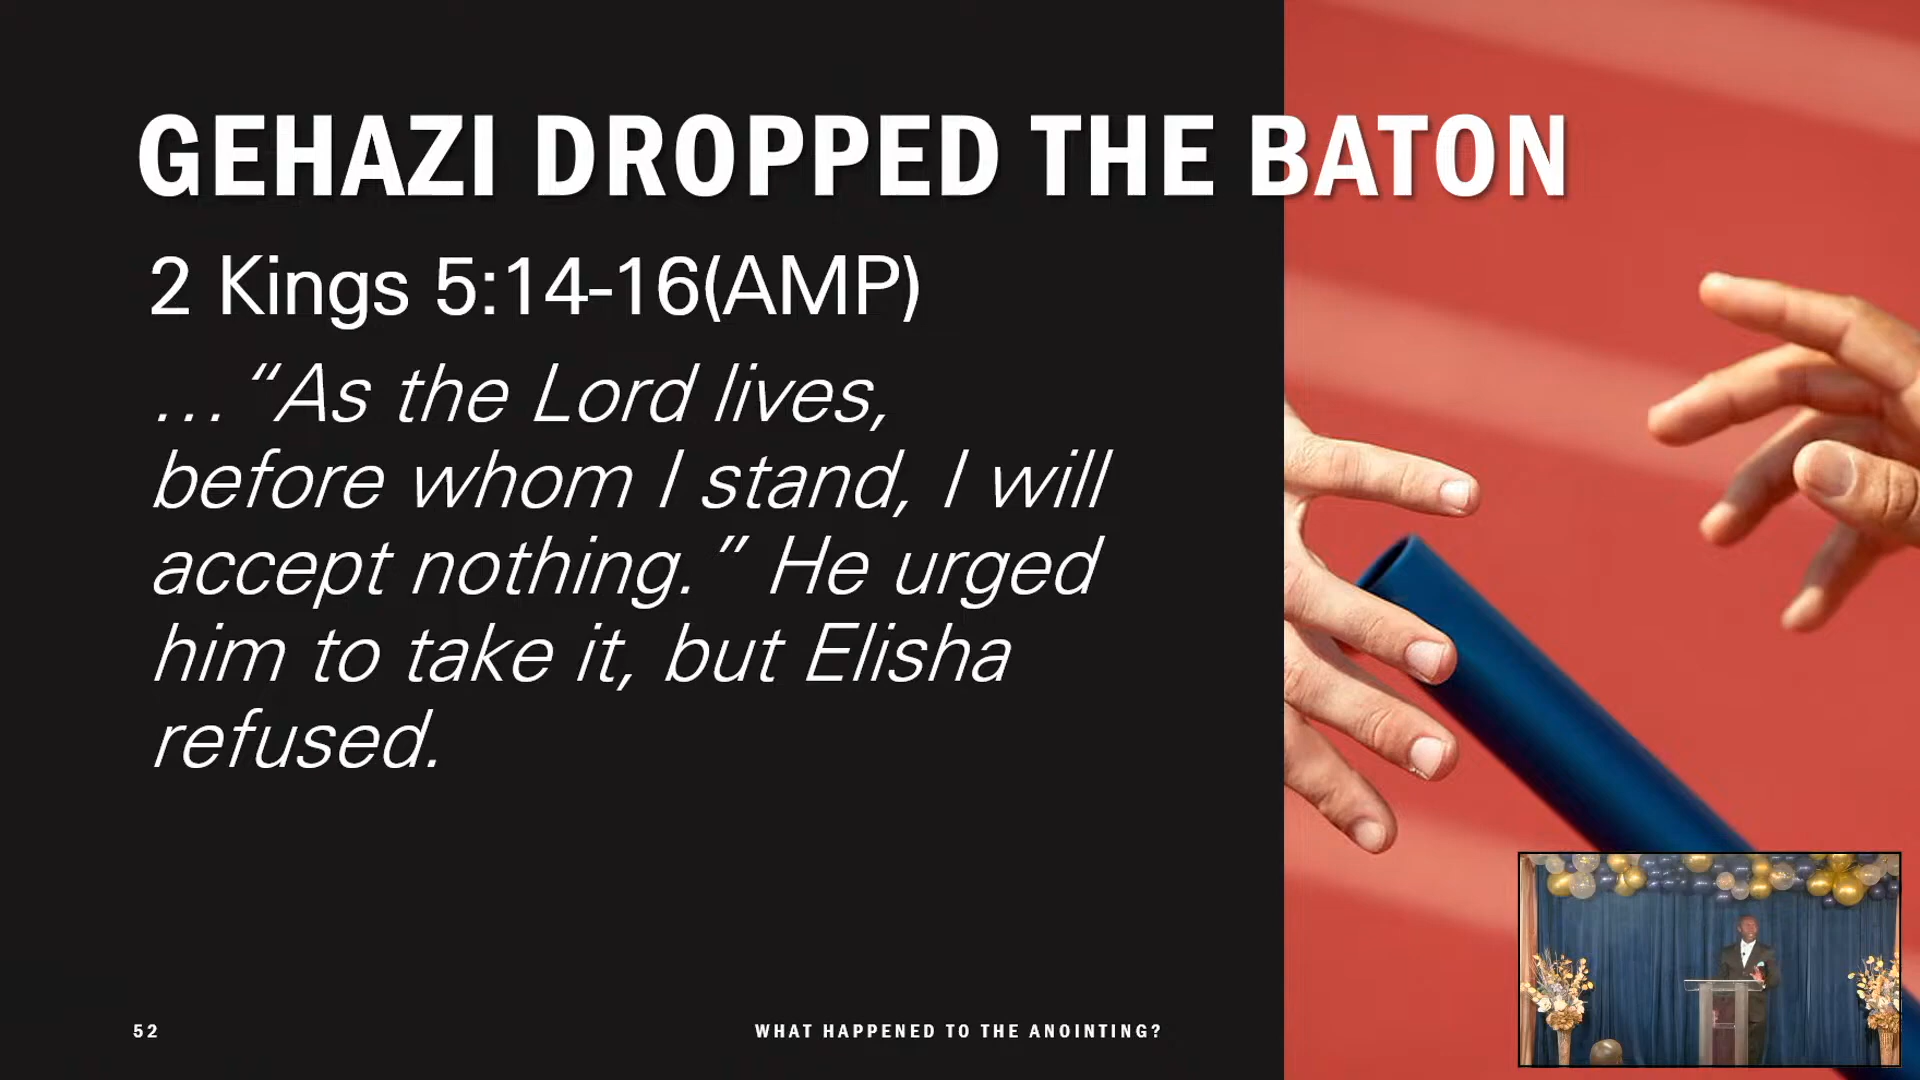 GEHAZI DROPPED THE BATON
2 Kings 5:14-16(AMP)
…“As the Lord lives,
before whom I stand, I will
accept nothing.” He urged
him to take it, but Elisha
refused.
52
WHAT HAPPENED TO THE ANOINTING?